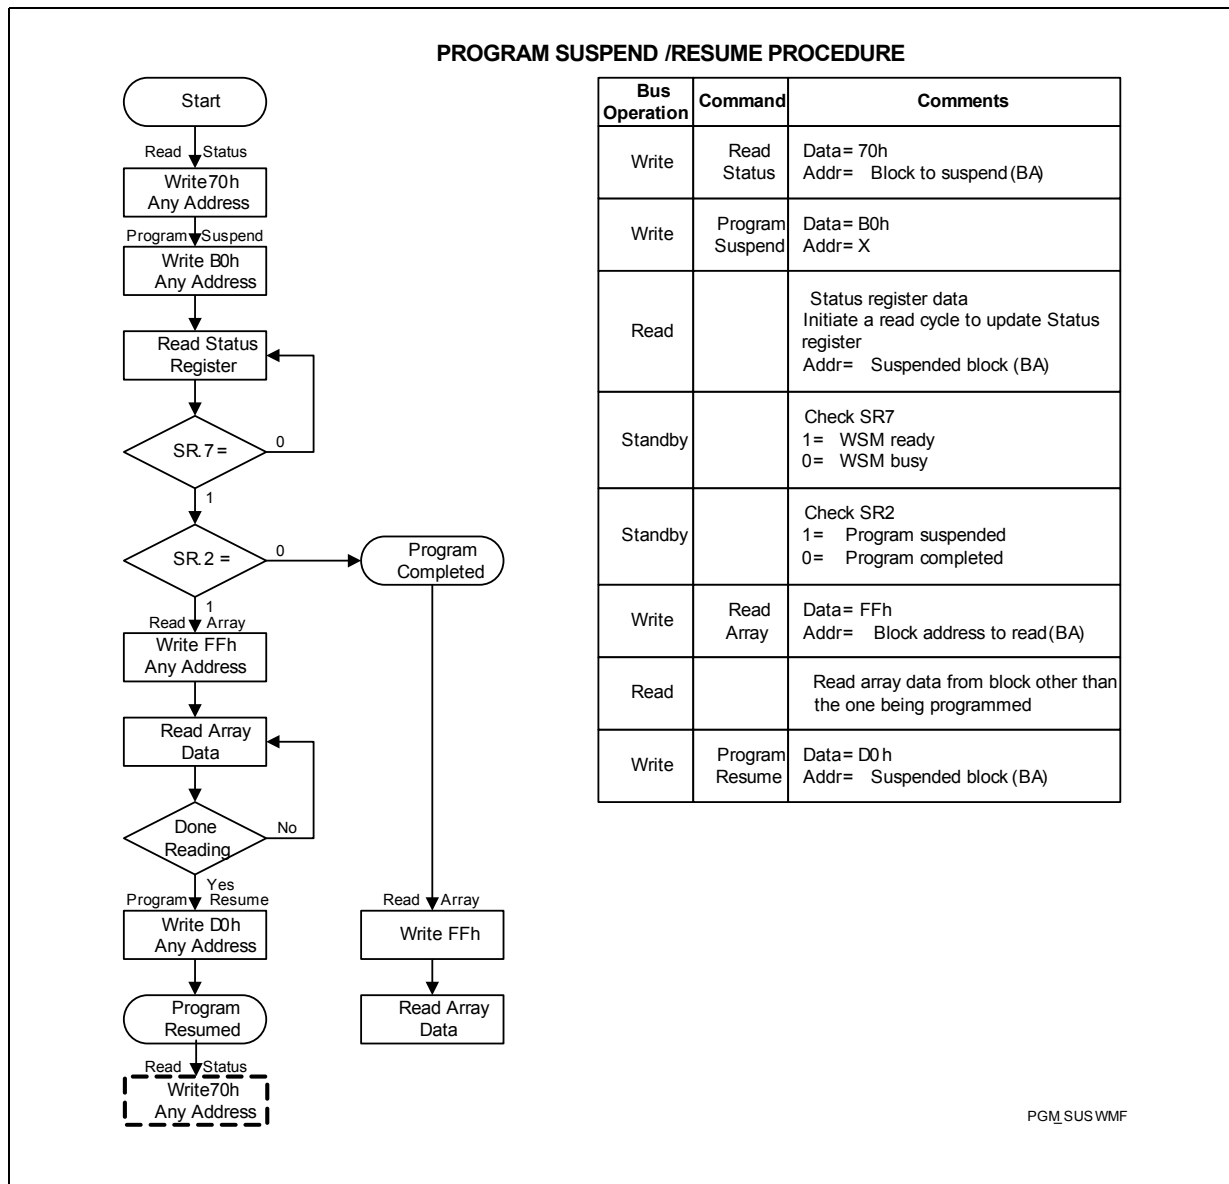 PROGRAM SUSPEND /RESUME PROCEDURE
Start
Read Status
Write70h
Any Address
Program Suspend
Write B0h
Any Address
Read Status
Register
SR.7 =
0
1
SR.2 =
0
Program
Completed
1
Read Array
Write FFh
Any Address
Read Array
Data
Done
Reading
No
Yes
Program Resume
Write D0h
Any Address
Program
Resumed
Read Status
Write70h
Any Address
Read Array
Write FFh
Read Array
Data
Bus
Operation
Command
Comments
Write
Read
Status
Data= 70h
Addr= Block to suspend (BA)
Write
Program
Suspend
Data= B0h
Addr= X
Read
Status register data
Initiate a read cycle to update Status
register
Addr= Suspended block (BA)
Standby
Check SR7
1= WSM ready
0= WSM busy
Standby
Check SR2
1= Program suspended
0= Program completed
Write
Read
Array
Data= FFh
Addr= Block address to read (BA)
Read
Read array data from block other than
the one being programmed
Write
Program
Resume
Data= D0h
Addr= Suspended block (BA)
PGM_SUSWMF